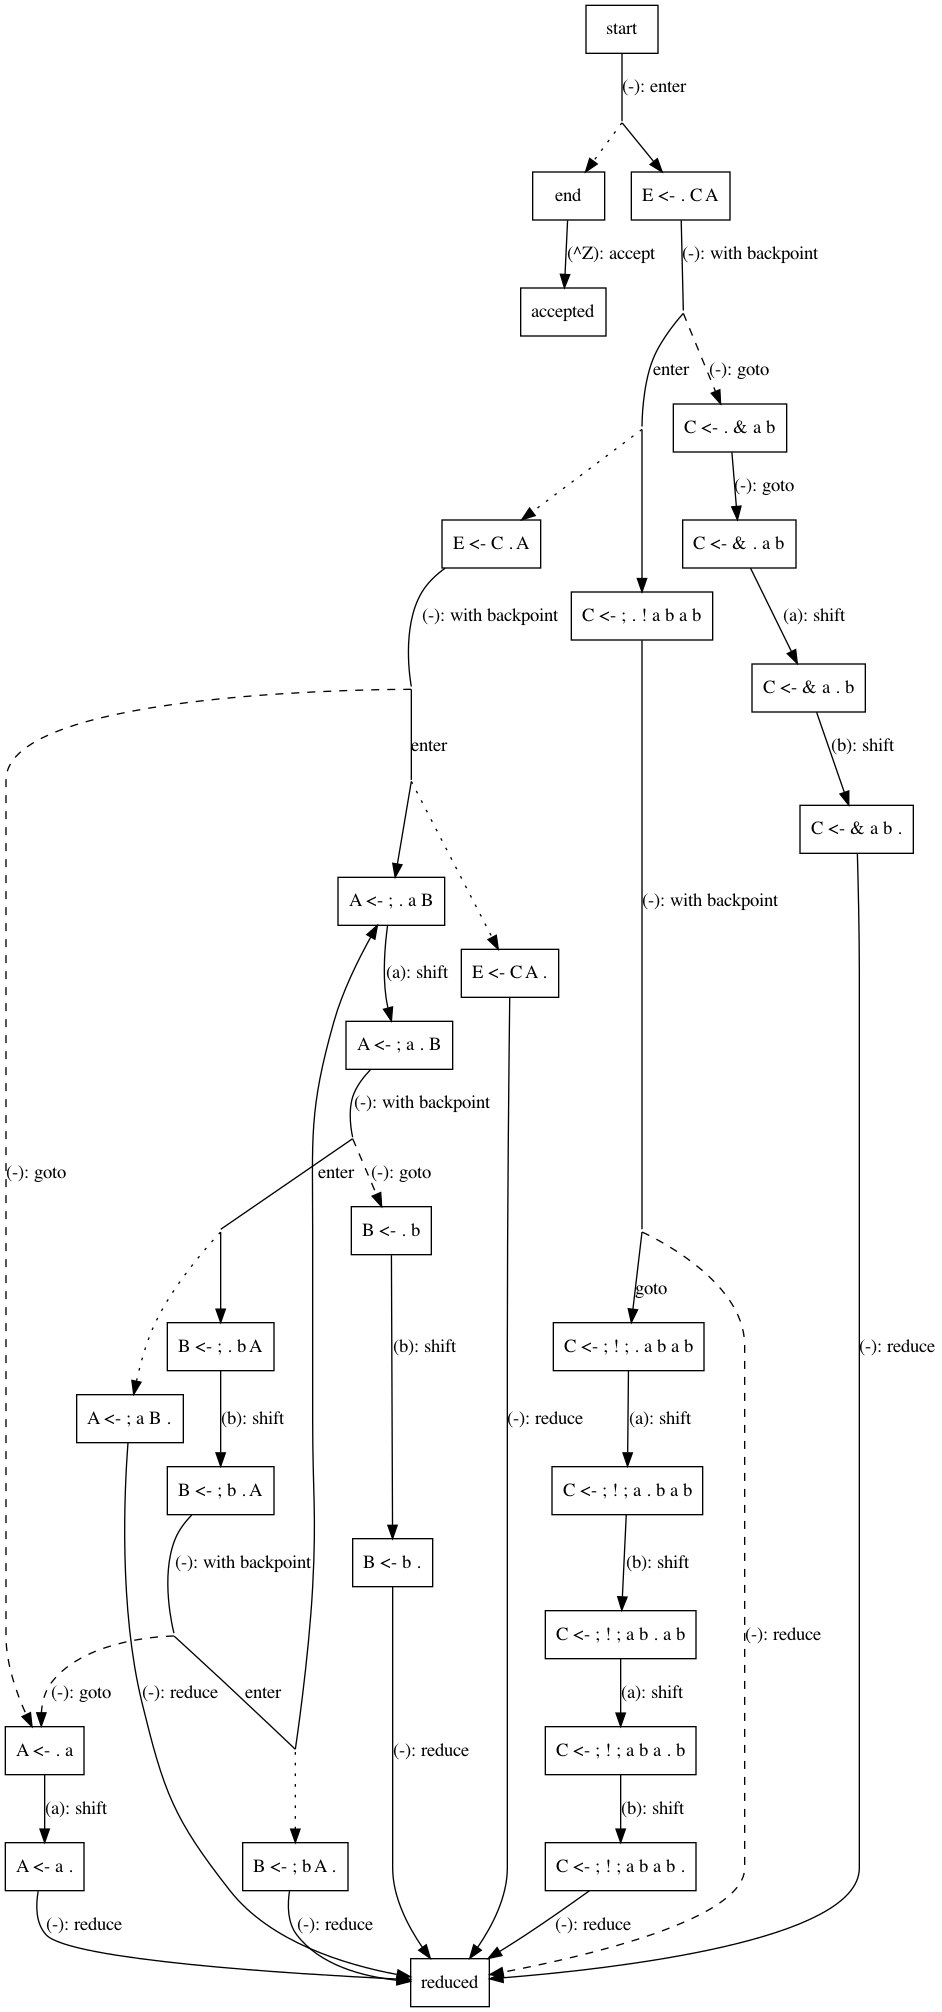 start
(-): enter
end
E <- . C A
(^Z): accept
(-): with backpoint
accepted
enter
(-): goto
C <- . & a b
(-): goto
E <- C . A
C <- & . a b
(-): with backpoint
C <- ; . ! a b a b
(a): shift
C <- & a . b
enter
(b): shift
C <- & a b .
A <- ; . a B
(-): with backpoint
(a): shift
E <- C A .
A <- ; a . B
(-): with backpoint
(-): goto
enter
(-): goto
B <- . b
goto
B <- ; . b A
(b): shift
C <- ; ! ; . a b a b
(-): reduce
A <- ; a B .
(b): shift
(-): reduce
(a): shift
B <- ; b . A
C <- ; ! ; a . b a b
(-): with backpoint
B <- b .
(b): shift
C <- ; ! ; a b . a b
(-): reduce
(-): goto
(-): reduce
enter
(a): shift
A <- . a
(-): reduce
C <- ; ! ; a b a . b
(a): shift
(b): shift
A <- a .
B <- ; b A .
C <- ; ! ; a b a b .
(-): reduce
(-): reduce
(-): reduce
reduced